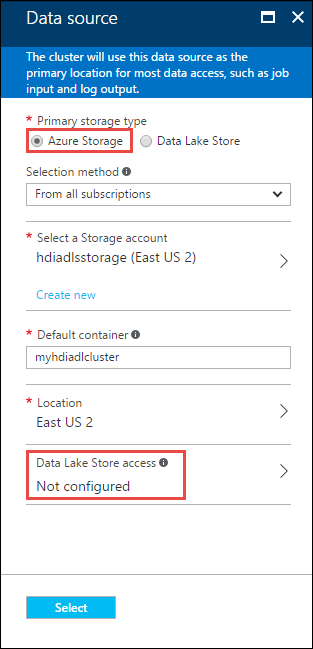 Data source
The cluster will use this data source as the
primary location for most data access, such as job
input and log output.
* Primary storage type
Azure Storage Data Lake Store
Selection method
From all subscriptions
* Select a Storage account
hdiadlsstorage (East US 2)
Create new
* Default container
myhdiadlcluster
* Location
East US 2
Data Lake Store access
Not configured
Select